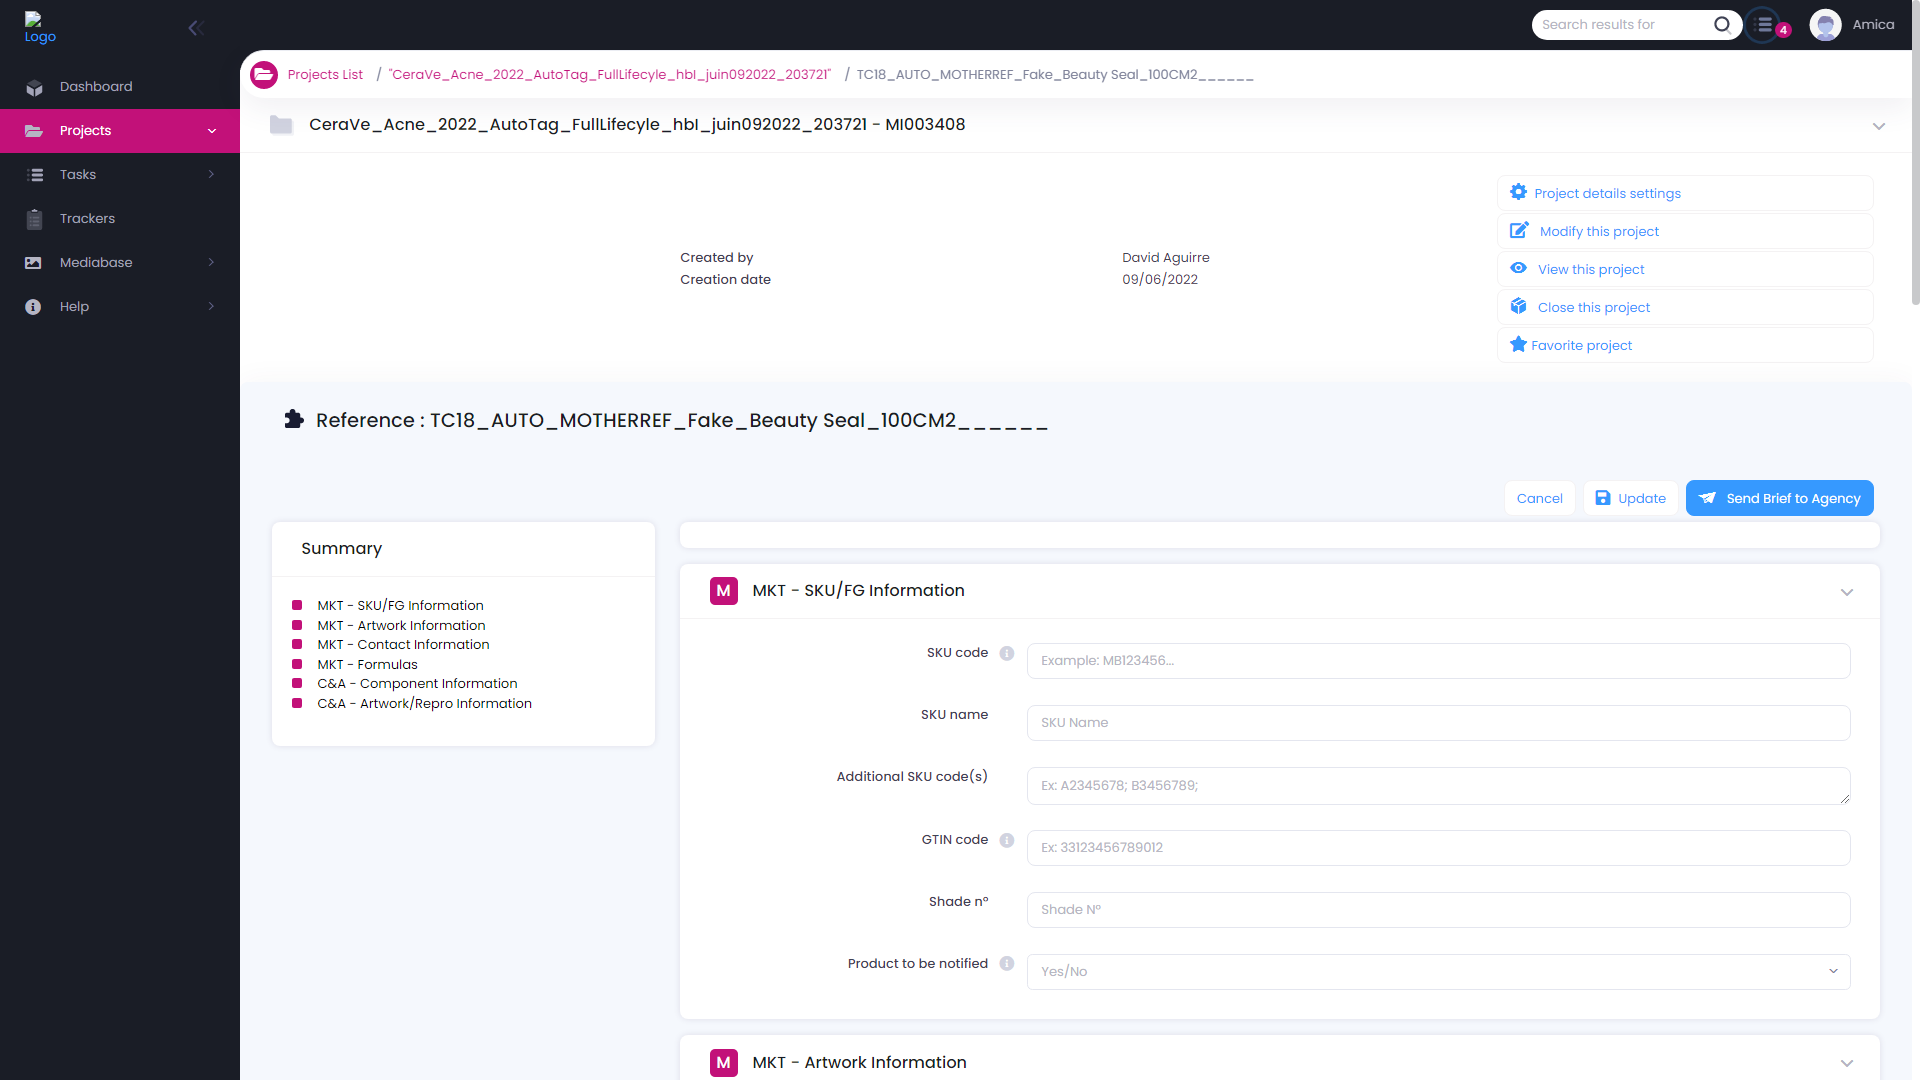 Logo
Search results for
4
Amica
Dashboard
Projects
Tasks
Trackers
Mediabase
Help
Projects List / "CeraVe_Acne_2022_AutoTag_FullLifecyle_hbI_juin092022_203721" / TC18_AUTO_MOTHERREF_Fake_Beauty Seal_100CM2______
CeraVe_Acne_2022_AutoTag_FullLifecyle_hbI_juin092022_203721 - MI003408
Created by David Aguirre
Creation date 09/06/2022
Project details settings
Modify this project
View this project
Close this project
Favorite project
Reference : TC18_AUTO_MOTHERREF_Fake_Beauty Seal_100CM2______
Cancel
Update
Send Brief to Agency
Summary
MKT - SKU/FG Information
MKT - Artwork Information
MKT - Contact Information
MKT - Formulas
C&A - Component Information
C&A - Artwork/Repro Information
M MKT - SKU/FG Information
SKU code Example: MB123456...
SKU name SKU Name
Additional SKU code(s) Ex: A2345678; B3456789;
GTIN code Ex: 33123456789012
Shade n° Shade N°
Product to be notified Yes/No
M MKT - Artwork Information